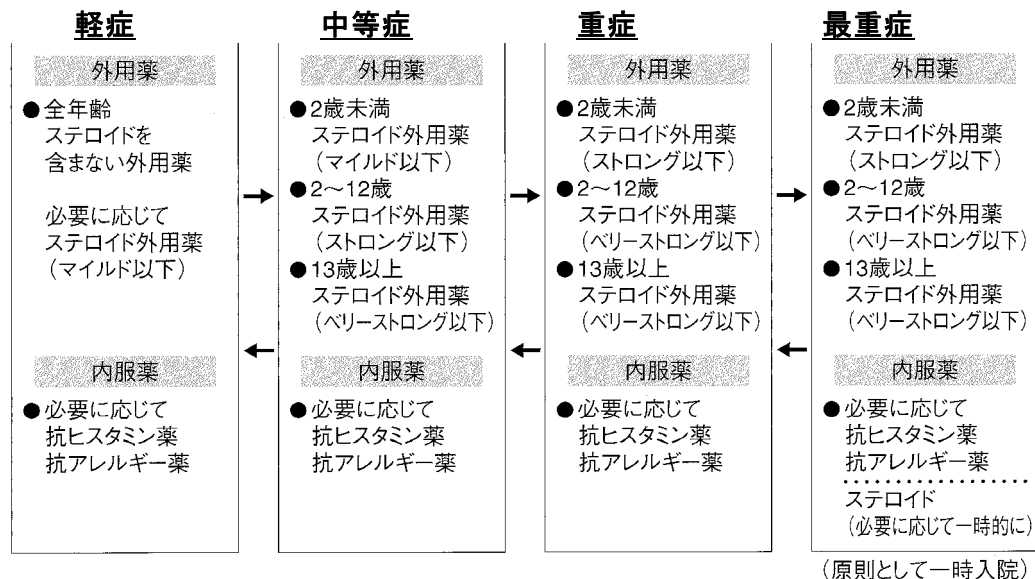 軽症
外用薬
●全年齢
ステロイドを
含まない外用薬
必要に応じて
ステロイド外用薬
(マイルド以下)
内服薬
●必要に応じて
抗ヒスタミン薬
抗アレルギー薬
中等症
外用薬
●2歳未満
ステロイド外用薬
(マイルド以下)
●2〜12歳
ステロイド外用薬
(ストロング以下)
●13歳以上
ステロイド外用薬
(ベリーストロング以下)
内服薬
●必要に応じて
抗ヒスタミン薬
抗アレルギー薬
重症
外用薬
●2歳未満
ステロイド外用薬
(ストロング以下)
●2〜12歳
ステロイド外用薬
(ベリーストロング以下)
●13歳以上
ステロイド外用薬
(ベリーストロング以下)
内服薬
●必要に応じて
抗ヒスタミン薬
抗アレルギー薬
最重症
外用薬
●2歳未満
ステロイド外用薬
(ストロング以下)
●2〜12歳
ステロイド外用薬
(ベリーストロング以下)
●13歳以上
ステロイド外用薬
(ベリーストロング以下)
内服薬
●必要に応じて
抗ヒスタミン薬
抗アレルギー薬
ステロイド
(必要に応じて一時的に)
(原則として一時入院)